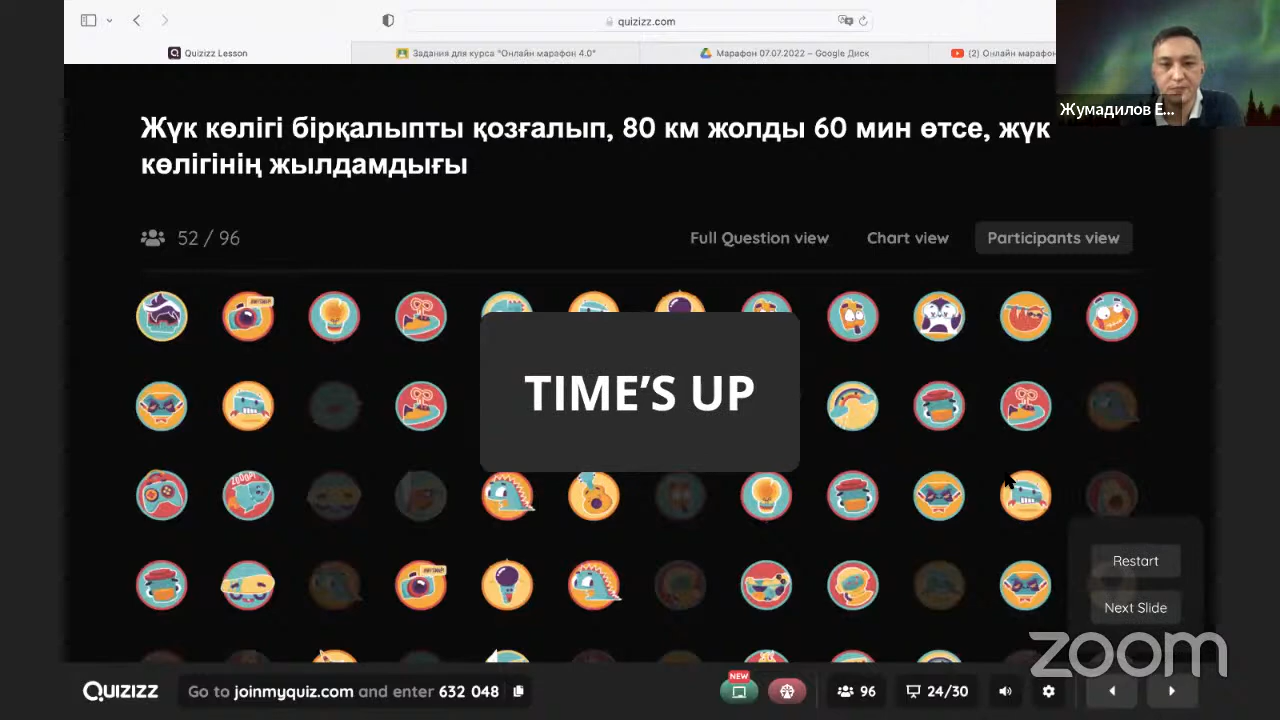 quizizz.com
Quizizz Lesson
Задания для курса "Онлайн марафон 4.0"
Марафон 07.07.2022 – Google Диск
(2) Онлайн марафон
Жумадилов Е...
Жүк көлігі бірқалыпты қозғалып, 80 км жолды 60 мин өтсе, жүк
көлігінің жылдамдығы
52 / 96
Full Question view
Chart view
Participants view
TIME'S UP
Restart
Next Slide
zoom
Quizizz
Go to joinmyquiz.com and enter 632 048
NEW
96
24/30